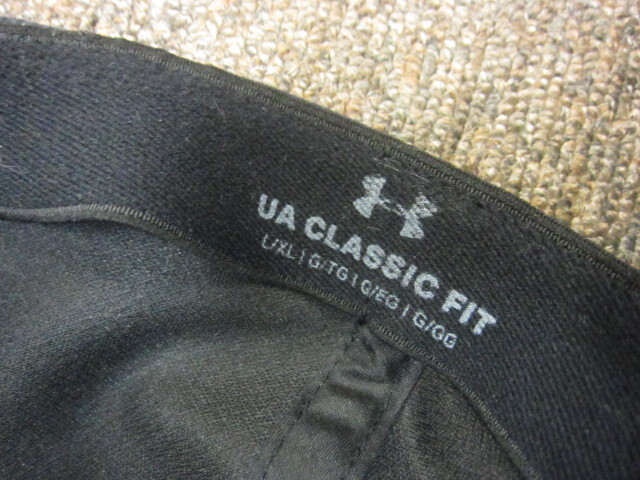 UA CLASSIC FIT
L/XL | G/TG | G/EG | G/GG